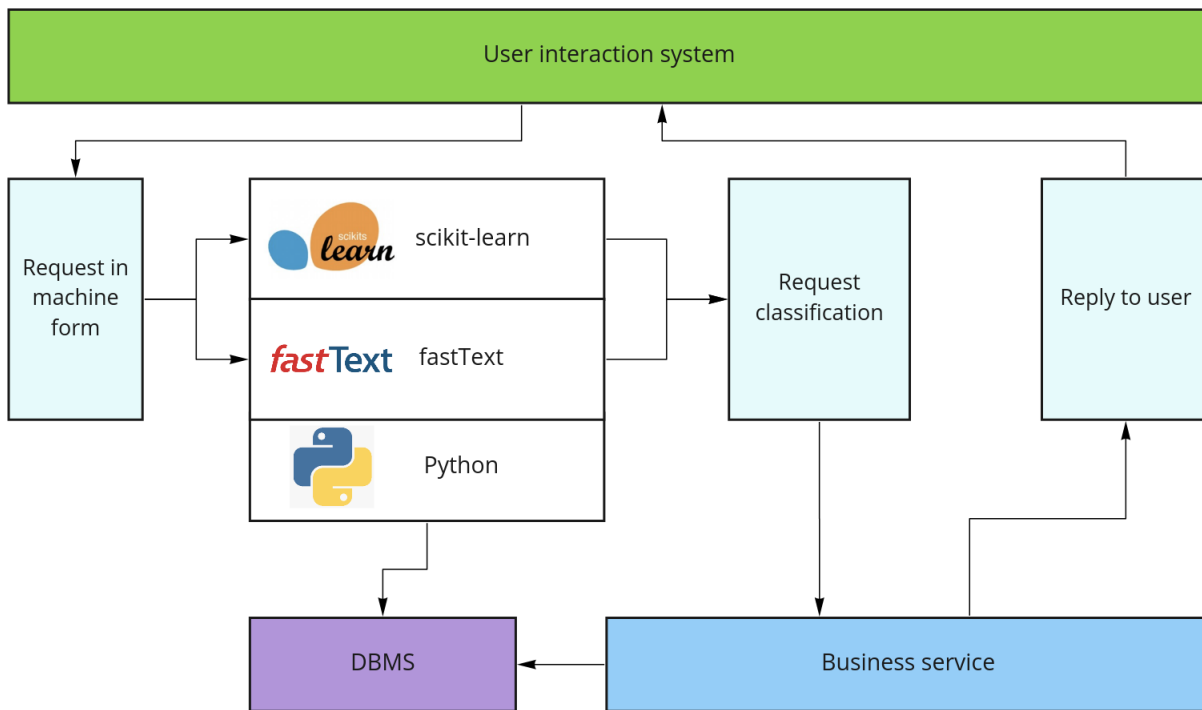 User interaction system
Request in
machine
form
scikits
learn
scikit-learn
fastText
fastText
Python
Request
classification
Reply to user
DBMS
Business service